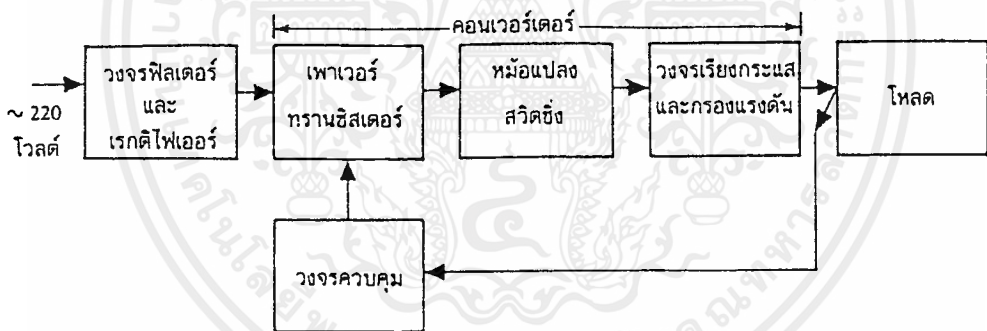 คอนเวอร์เตอร์
~ 220
โวลต์
วงจรฟิลเตอร์
และ
เรกติไฟเออร์
เพาเวอร์
ทรานซิสเตอร์
หม้อแปลง
สวิตชิ่ง
วงจรเรียงกระแส
และกรองแรงดัน
โหลด
วงจรควบคุม